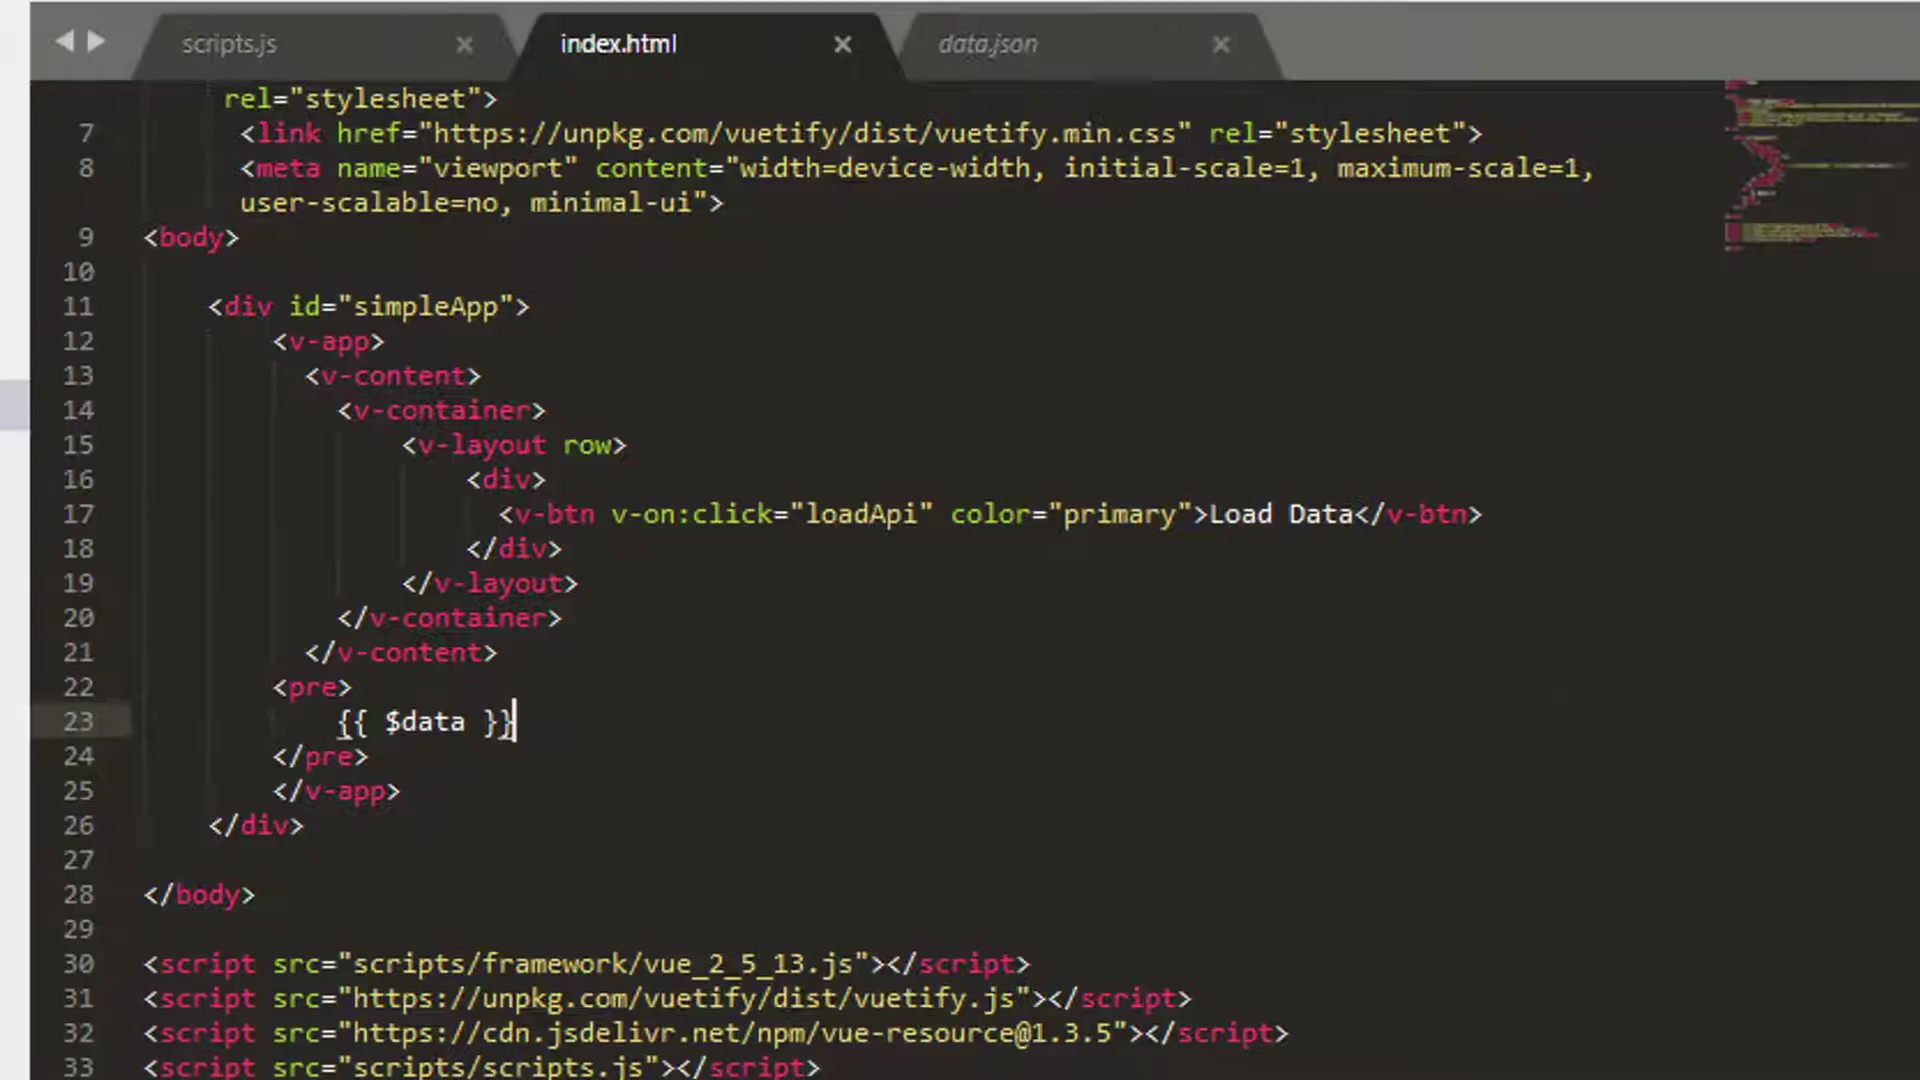 scripts.js
index.html
data.json
rel="stylesheet">
7 <link href="https://unpkg.com/vuetify/dist/vuetify.min.css" rel="stylesheet">
8 <meta name="viewport" content="width=device-width, initial-scale=1, maximum-scale=1,
user-scalable=no, minimal-ui">
9 <body>
10
11 <div id="simpleApp">
12 <v-app>
13 <v-content>
14 <v-container>
15 <v-layout row>
16 <div>
17 <v-btn v-on:click="loadApi" color="primary">Load Data</v-btn>
18 </div>
19 </v-layout>
20 </v-container>
21 </v-content>
22 <pre>
23 {{ $data }}
24 </pre>
25 </v-app>
26 </div>
27
28 </body>
29
30 <script src="scripts/framework/vue_2_5_13.js"></script>
31 <script src="https://unpkg.com/vuetify/dist/vuetify.js"></script>
32 <script src="https://cdn.jsdelivr.net/npm/vue-resource@1.3.5"></script>
33 <script src="scripts/scripts.js"></script>